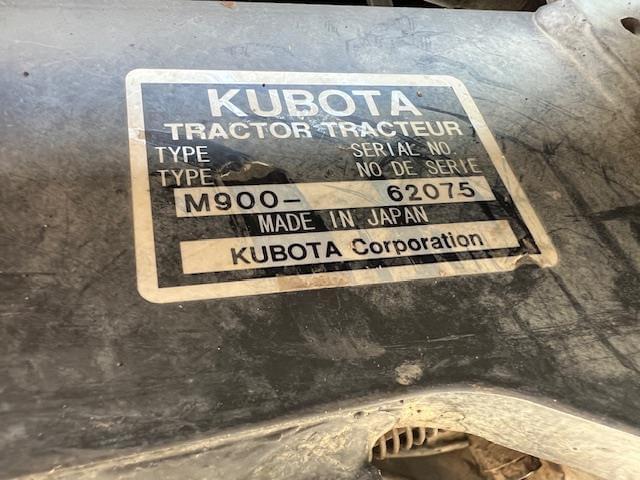 KUBOTA
TRACTOR TRACTEUR
TYPE SERIAL NO.
TYPE NO DE SERIE
M900- 62075
MADE IN JAPAN
KUBOTA Corporation